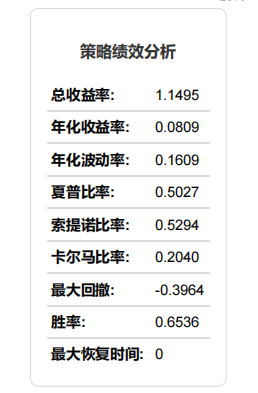 策略绩效分析
总收益率: 1.1495
年化收益率: 0.0809
年化波动率: 0.1609
夏普比率: 0.5027
索提诺比率: 0.5294
卡尔马比率: 0.2040
最大回撤: -0.3964
胜率: 0.6536
最大恢复时间: 0